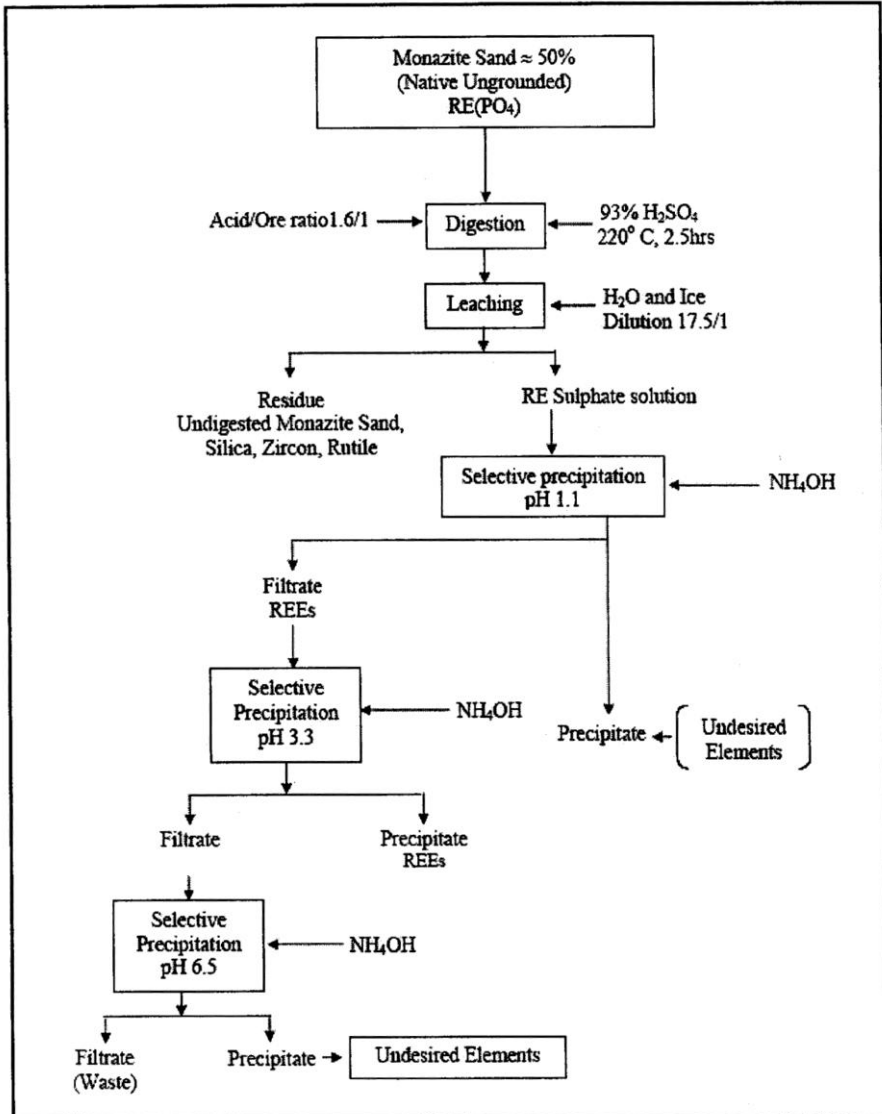 Monazite Sand ≈ 50%
(Native Ungrounded)
RE(PO₄)
Acid/Ore ratio1.6/1
Digestion
93% H₂SO₄
220° C, 2.5hrs
Leaching
H₂O and Ice
Dilution 17.5/1
Residue
Undigested Monazite Sand,
Silica, Zircon, Rutile
RE Sulphate solution
Selective precipitation
pH 1.1
NH₄OH
Filtrate
REEs
Selective
Precipitation
pH 3.3
NH₄OH
Precipitate
Undesired
Elements
Filtrate
Precipitate
REEs
Selective
Precipitation
pH 6.5
NH₄OH
Filtrate
(Waste)
Precipitate
Undesired Elements